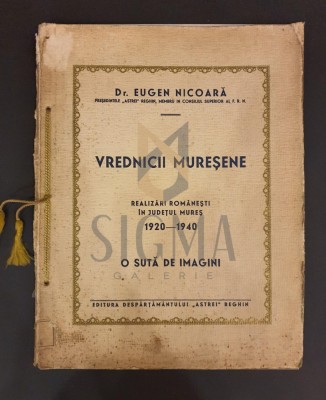 Dr. EUGEN NICOARĂ
PREȘEDINTELE „ASTREI" REGHIN, MEMBRU IN CONSILIUL SUPERIOR AL F. R. N.
VREDNICII MUREȘENE
REALIZĂRI ROMÂNEȘTI
ÎN JUDEȚUL MUREȘ
1920—1940
SIGMA
O SUTĂ DE IMAGINI
GALERIE
EDITURA DESPĂRȚĂMÂNTULUI „ASTREI" REGHIN